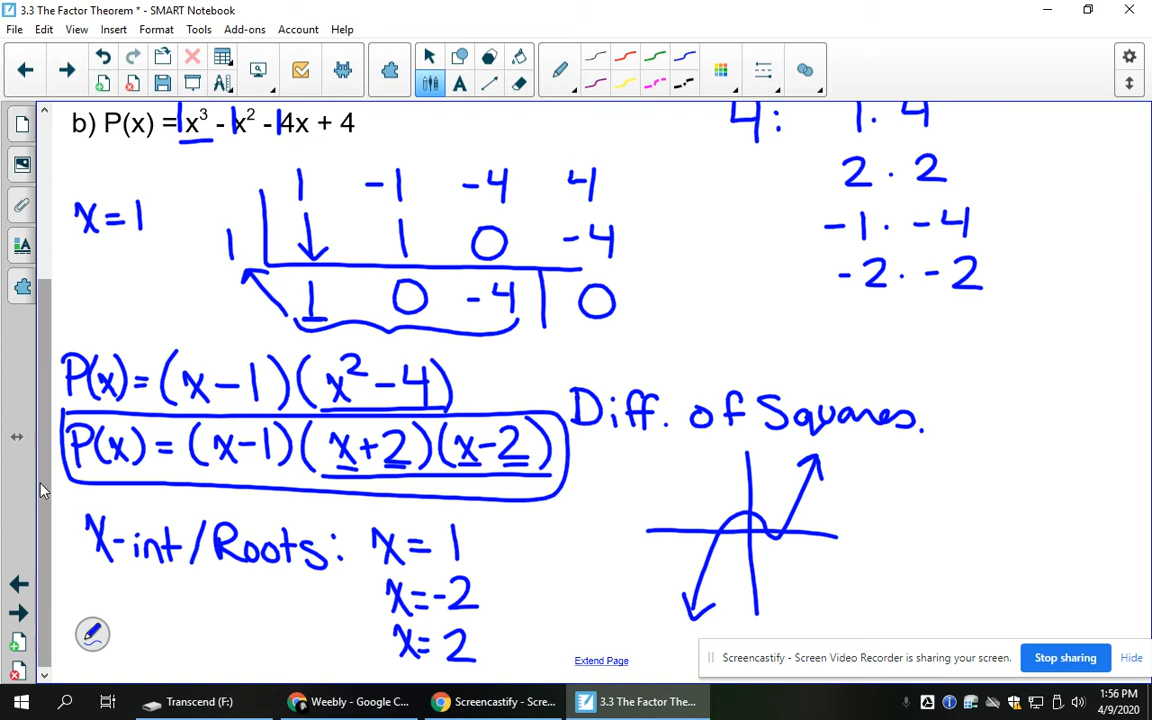 3.3 The Factor Theorem * - SMART Notebook
File Edit View Insert Format Tools Add-ons Account Help
b) P(x) = 1x³ - 1x² - 4x + 4
4: 1 · 4
2 · 2
-1 · -4
-2 · -2
x = 1
1 -1 -4 4
1 1 0 -4
1 0 -4 0
P(x) = (x-1)(x²-4)
Diff. of Squares.
P(x) = (x-1)(x+2)(x-2)
X-int/Roots: x = 1
x = -2
x = 2
Extend Page
Screencastify - Screen Video Recorder is sharing your screen. Stop sharing Hide
Transcend (F:) Weebly - Google C... Screencastify - Scre... 3.3 The Factor The... 1:56 PM
4/9/2020